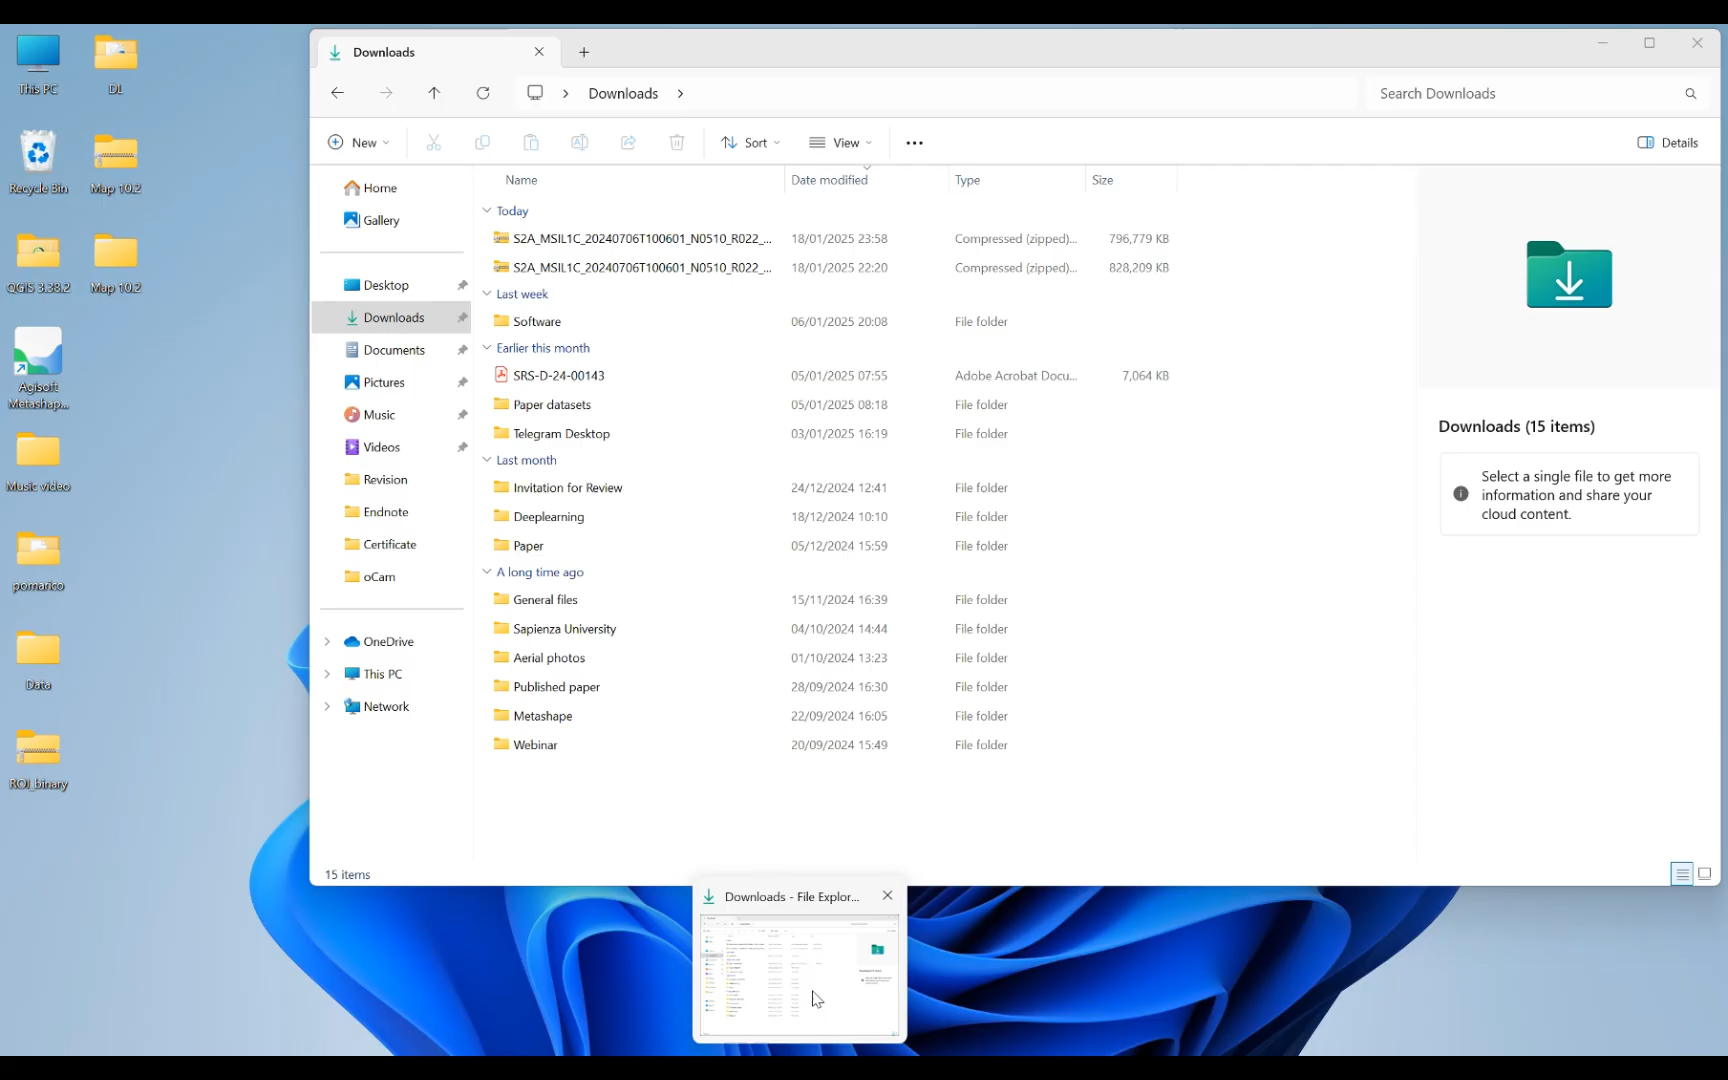 This PC
DL
Recycle Bin
Map 10.2
QGIS 3.38.2
Map 10.2
Agisoft
Metashap...
Music video
pomarico
Data
ROI_binary
Downloads
Downloads
Search Downloads
New
Sort
View
Details
Home
Gallery
Desktop
Downloads
Documents
Pictures
Music
Videos
Revision
Endnote
Certificate
oCam
OneDrive
This PC
Network
Name Date modified Type Size
Today
S2A_MSIL1C_20240706T100601_N0510_R022_... 18/01/2025 23:58 Compressed (zipped)... 796,779 KB
S2A_MSIL1C_20240706T100601_N0510_R022_... 18/01/2025 22:20 Compressed (zipped)... 828,209 KB
Last week
Software 06/01/2025 20:08 File folder
Earlier this month
SRS-D-24-00143 05/01/2025 07:55 Adobe Acrobat Docu... 7,064 KB
Paper datasets 05/01/2025 08:18 File folder
Telegram Desktop 03/01/2025 16:19 File folder
Last month
Invitation for Review 24/12/2024 12:41 File folder
Deeplearning 18/12/2024 10:10 File folder
Paper 05/12/2024 15:59 File folder
A long time ago
General files 15/11/2024 16:39 File folder
Sapienza University 04/10/2024 14:44 File folder
Aerial photos 01/10/2024 13:23 File folder
Published paper 28/09/2024 16:30 File folder
Metashape 22/09/2024 16:05 File folder
Webinar 20/09/2024 15:49 File folder
Downloads (15 items)
Select a single file to get more
information and share your
cloud content.
15 items
Downloads - File Explor...